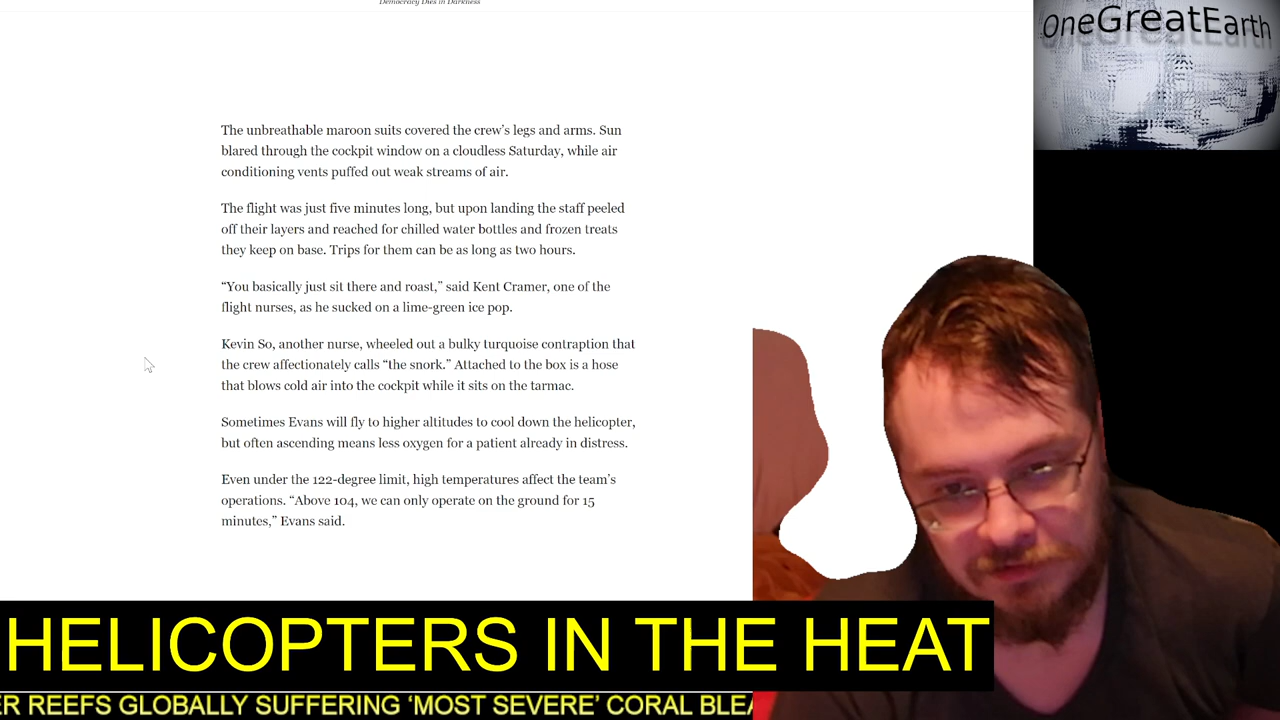 Democracy Dies in Darkness
OneGreatEarth
The unbreathable maroon suits covered the crew’s legs and arms. Sun
blared through the cockpit window on a cloudless Saturday, while air
conditioning vents puffed out weak streams of air.
The flight was just five minutes long, but upon landing the staff peeled
off their layers and reached for chilled water bottles and frozen treats
they keep on base. Trips for them can be as long as two hours.
“You basically just sit there and roast,” said Kent Cramer, one of the
flight nurses, as he sucked on a lime-green ice pop.
Kevin So, another nurse, wheeled out a bulky turquoise contraption that
the crew affectionately calls “the snork.” Attached to the box is a hose
that blows cold air into the cockpit while it sits on the tarmac.
Sometimes Evans will fly to higher altitudes to cool down the helicopter,
but often ascending means less oxygen for a patient already in distress.
Even under the 122-degree limit, high temperatures affect the team’s
operations. “Above 104, we can only operate on the ground for 15
minutes,” Evans said.
HELICOPTERS IN THE HEAT
ER REEFS GLOBALLY SUFFERING ‘MOST SEVERE’ CORAL BLEA